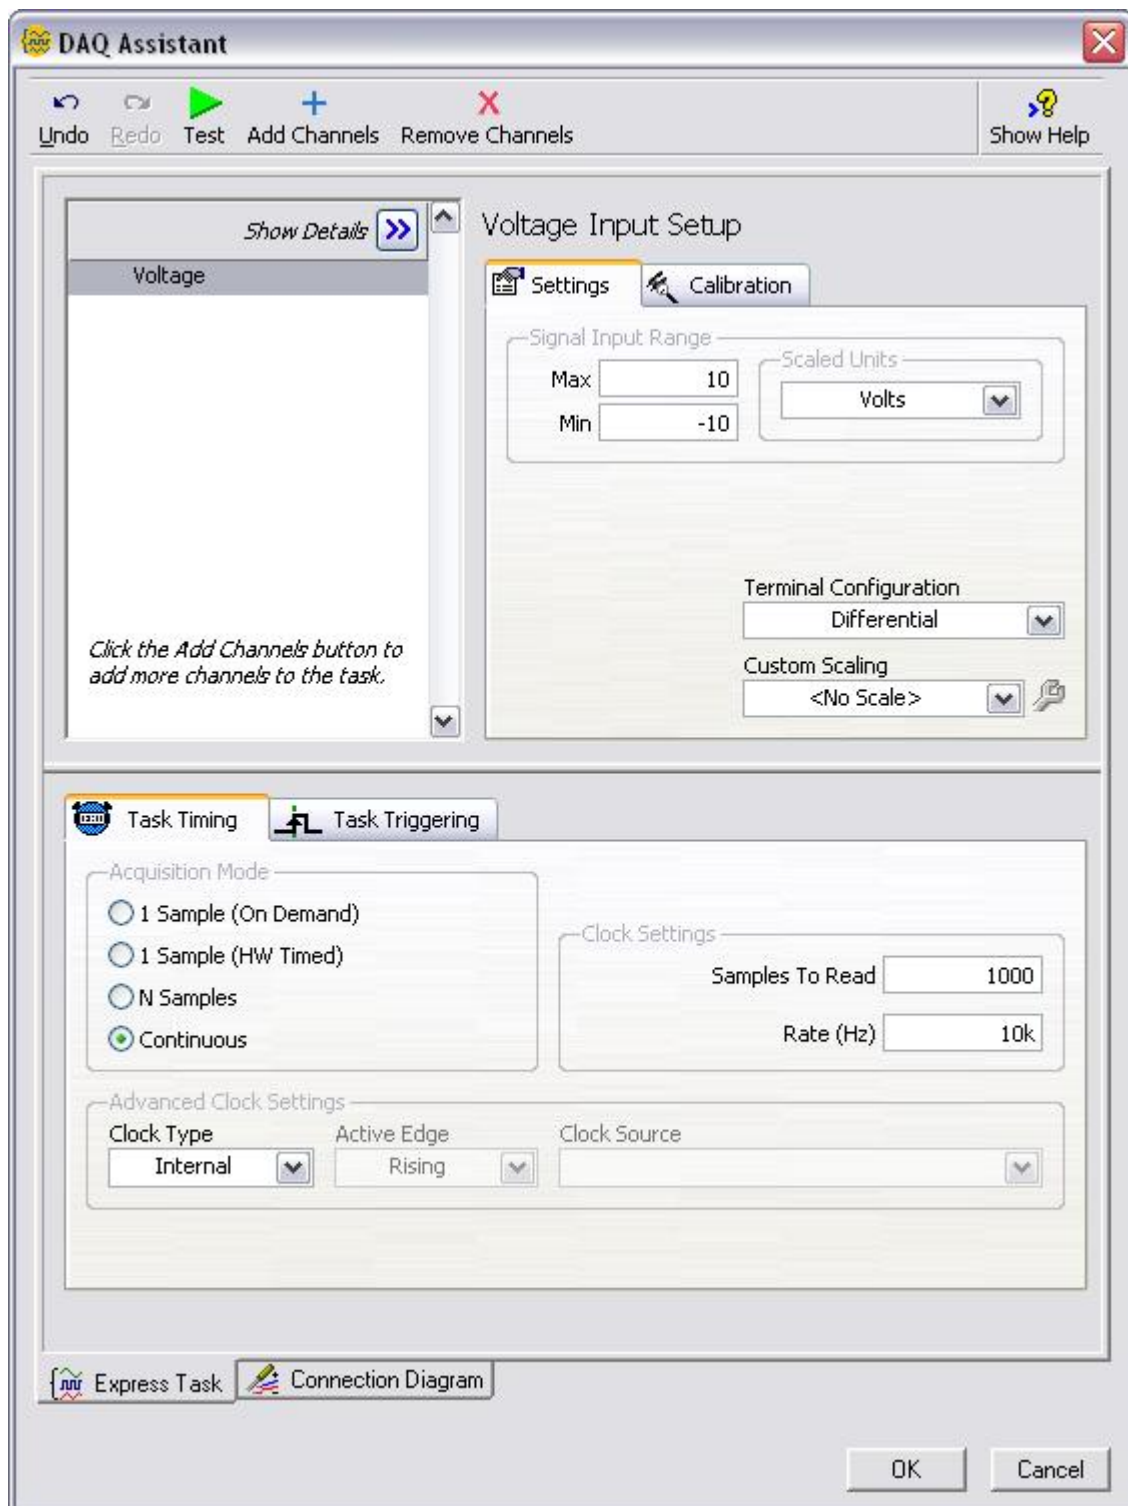 DAQ Assistant
Undo Redo Test Add Channels Remove Channels Show Help
Show Details
Voltage
Click the Add Channels button to
add more channels to the task.
Voltage Input Setup
Settings Calibration
Signal Input Range
Max 10
Min -10
Scaled Units
Volts
Terminal Configuration
Differential
Custom Scaling
<No Scale>
Task Timing Task Triggering
Acquisition Mode
1 Sample (On Demand)
1 Sample (HW Timed)
N Samples
Continuous
Clock Settings
Samples To Read 1000
Rate (Hz) 10k
Advanced Clock Settings
Clock Type Active Edge Clock Source
Internal Rising
Express Task Connection Diagram
OK Cancel